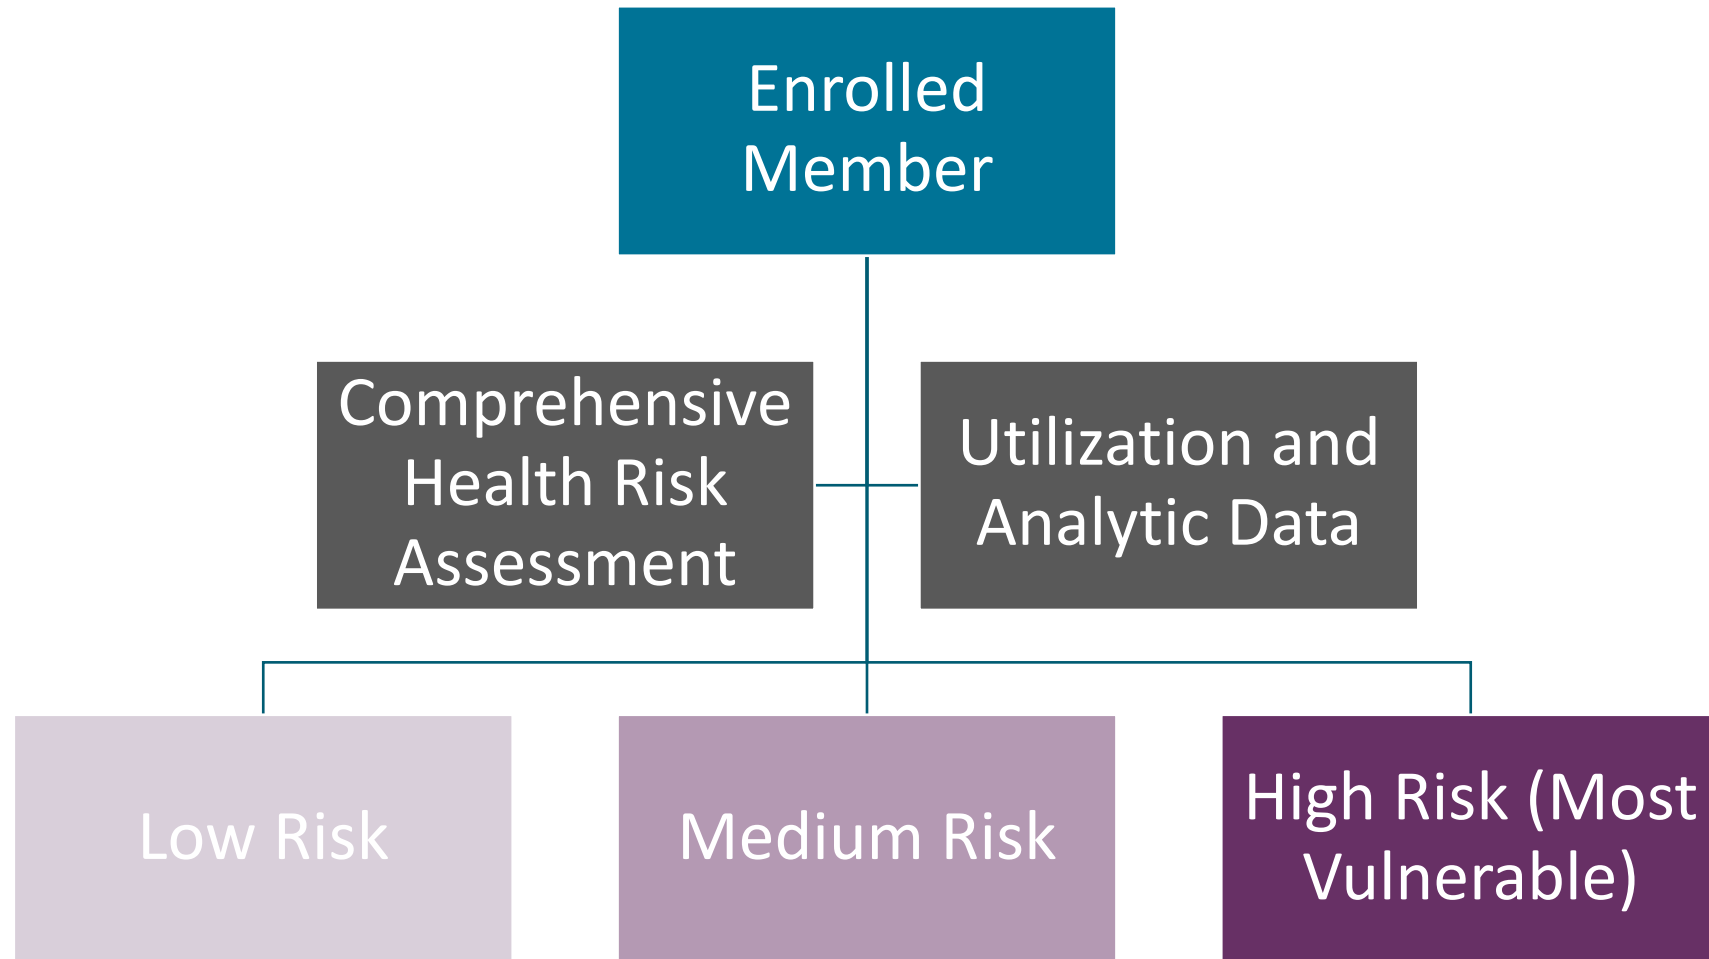 Enrolled
Member
Comprehensive
Health Risk
Assessment
Utilization and
Analytic Data
Low Risk
Medium Risk
High Risk (Most
Vulnerable)